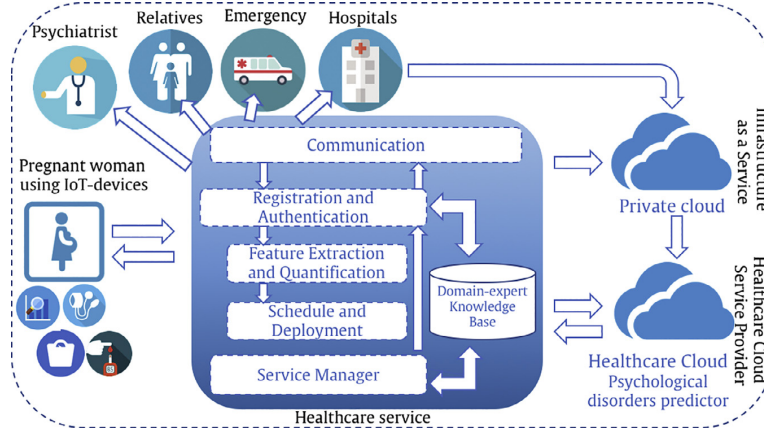 Psychiatrist
Relatives
Emergency
Hospitals
Pregnant woman
using IoT-devices
Communication
Registration and
Authentication
Feature Extraction
and Quantification
Schedule and
Deployment
Service Manager
Domain-expert
Knowledge
Base
Healthcare service
Private cloud
Infrastructure
as a Service
Healthcare Cloud
Psychological
disorders predictor
Healthcare Cloud
Service Provider